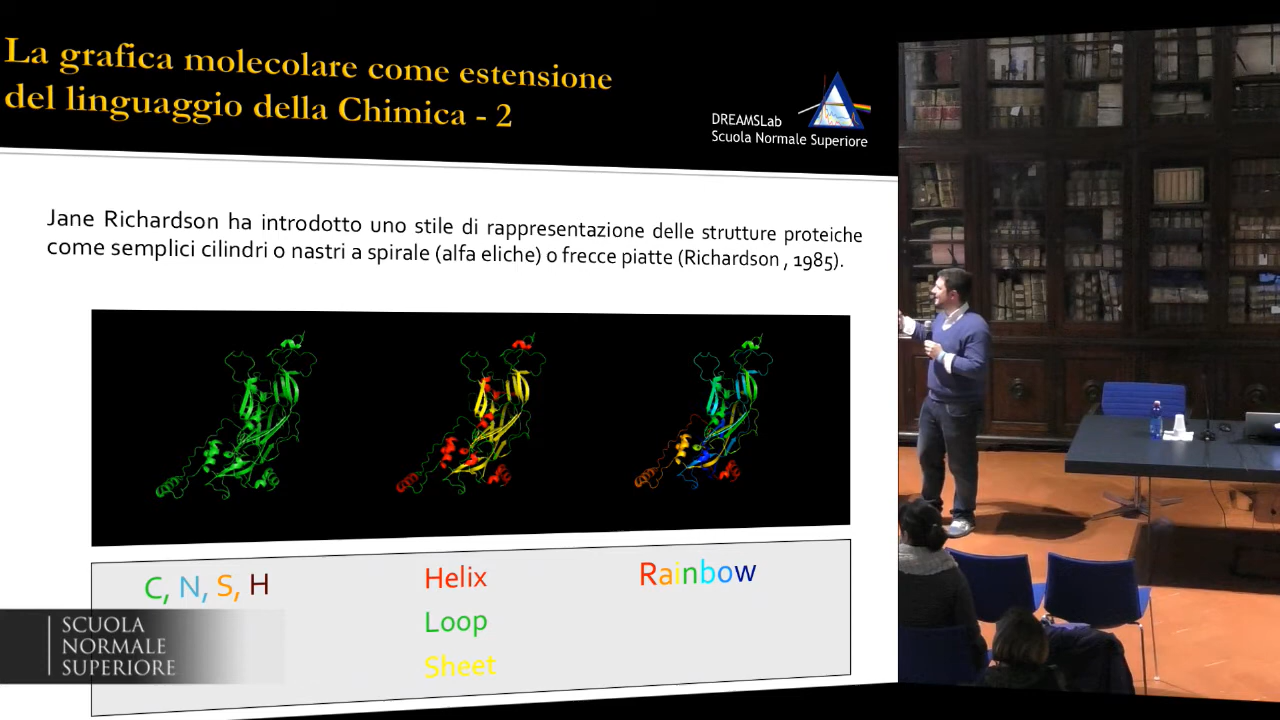 La grafica molecolare come estensione
del linguaggio della Chimica - 2
DREAMSLab
Scuola Normale Superiore
Jane Richardson ha introdotto uno stile di rappresentazione delle strutture proteiche
come semplici cilindri o nastri a spirale (alfa eliche) o frecce piatte (Richardson , 1985).
C, N, S, H
Helix
Loop
Sheet
Rainbow
SCUOLA
NORMALE
SUPERIORE